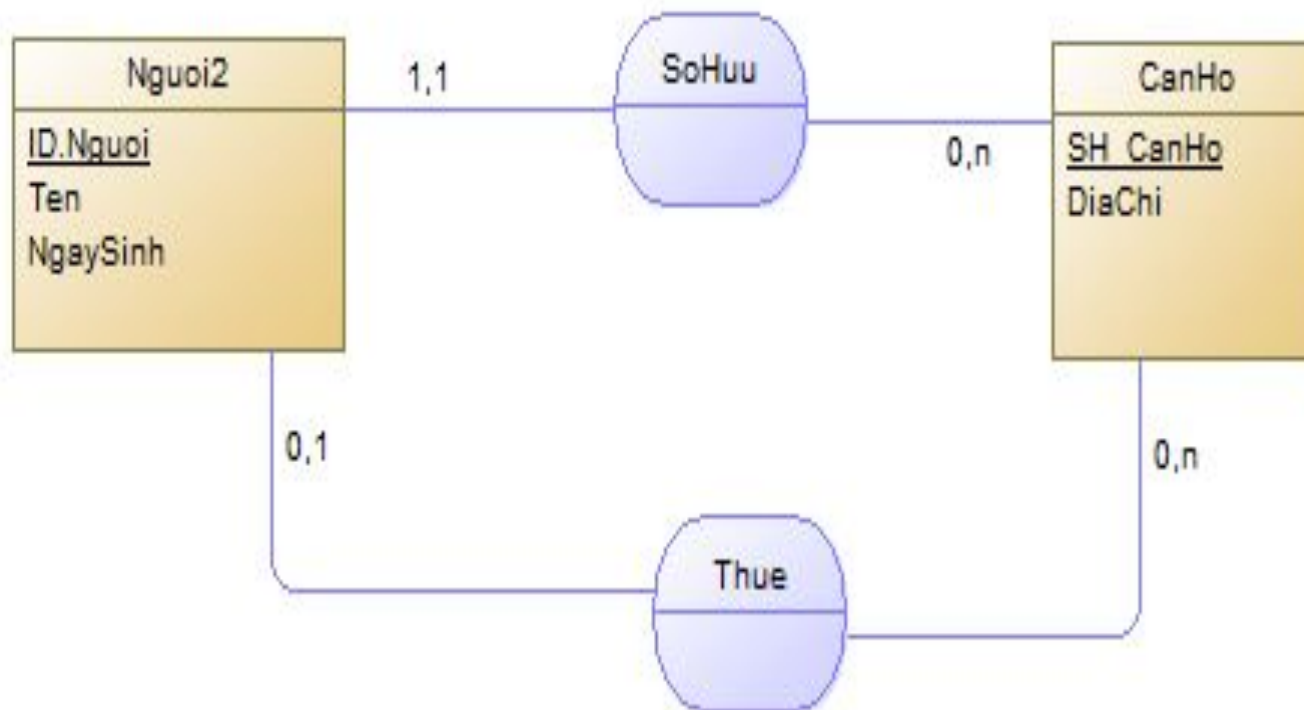 Nguoi2
ID.Nguoi
Ten
NgaySinh
1,1
SoHuu
0,n
CanHo
SH_CanHo
DiaChi
0,1
Thue
0,n